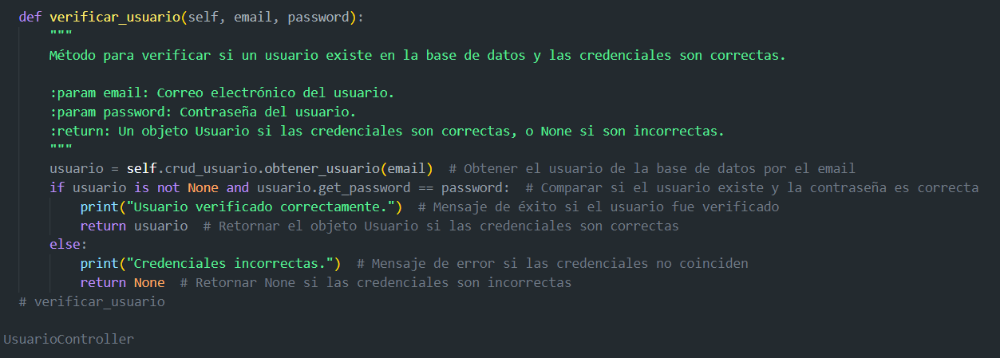 def verificar_usuario(self, email, password):
"""
Método para verificar si un usuario existe en la base de datos y las credenciales son correctas.
:param email: Correo electrónico del usuario.
:param password: Contraseña del usuario.
:return: Un objeto Usuario si las credenciales son correctas, o None si son incorrectas.
"""
usuario = self.crud_usuario.obtener_usuario(email)  # Obtener el usuario de la base de datos por el email
if usuario is not None and usuario.get_password == password:  # Comparar si el usuario existe y la contraseña es correcta
print("Usuario verificado correctamente.")  # Mensaje de éxito si el usuario fue verificado
return usuario  # Retornar el objeto Usuario si las credenciales son correctas
else:
print("Credenciales incorrectas.")  # Mensaje de error si las credenciales no coinciden
return None  # Retornar None si las credenciales son incorrectas
# verificar_usuario
UsuarioController